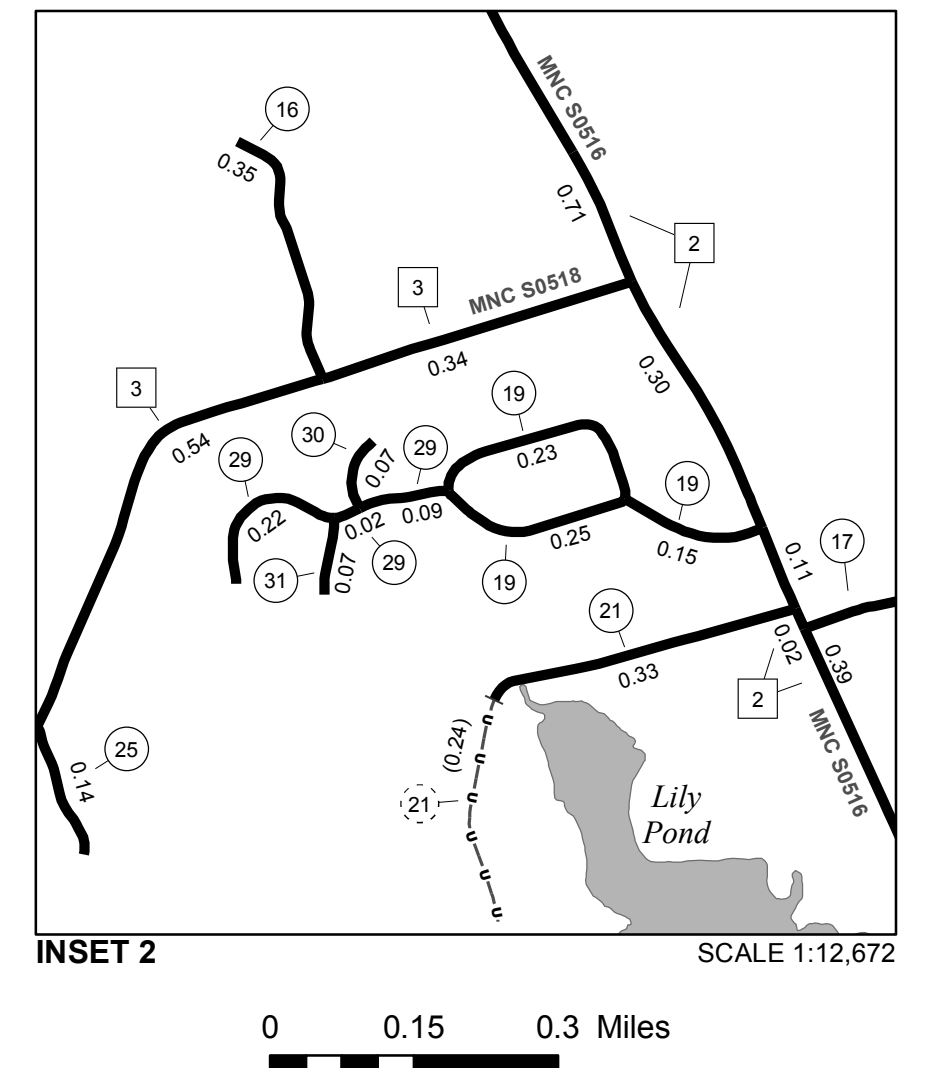 MNC S0516
16
0.35
0.71
2
MNC S0518
3
0.34
0.30
3
0.54
19
0.23
30
0.07
29
29
0.22
0.02
0.09
29
19
0.15
0.25
19
31
0.07
0.11
17
21
0.33
0.02
0.39
2
MNC S0516
25
0.14
(0.24)
21
U
U
U
U
U
U
Lily
Pond
INSET 2
SCALE 1:12,672
0 0.15 0.3 Miles